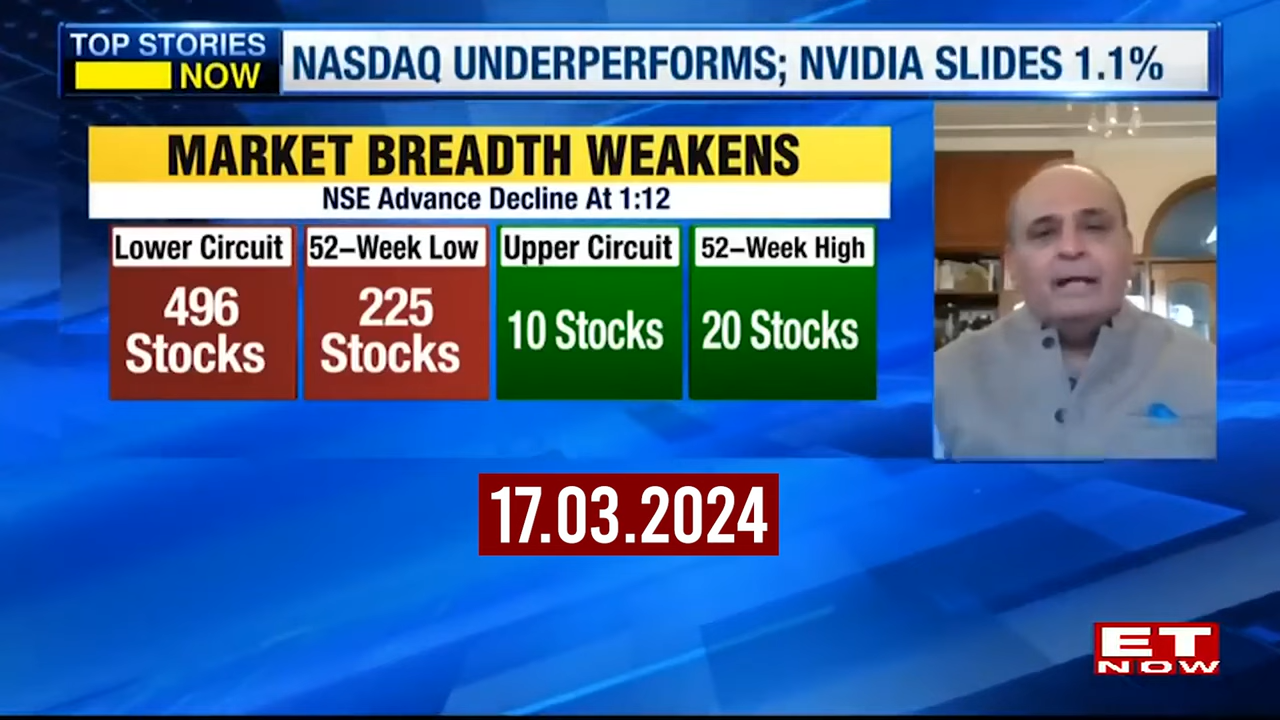 TOP STORIES
NOW
NASDAQ UNDERPERFORMS; NVIDIA SLIDES 1.1%
MARKET BREADTH WEAKENS
NSE Advance Decline At 1:12
Lower Circuit
496
Stocks
52–Week Low
225
Stocks
Upper Circuit
10 Stocks
52–Week High
20 Stocks
17.03.2024
ET
NOW